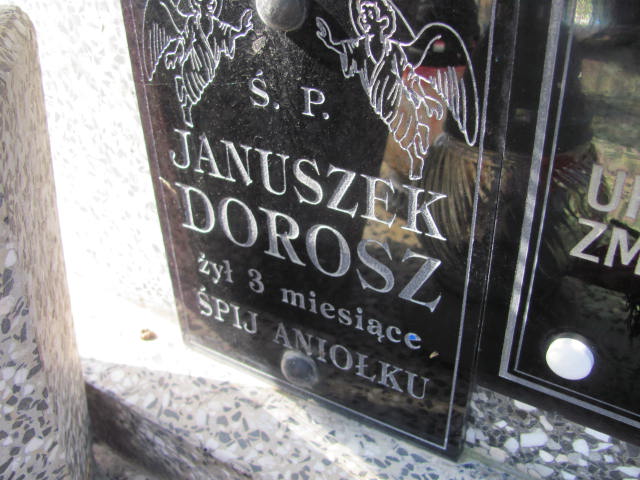 Ś. P.
JANUSZEK
DOROSZ
żył 3 miesiące
ŚPIJ ANIOŁKU